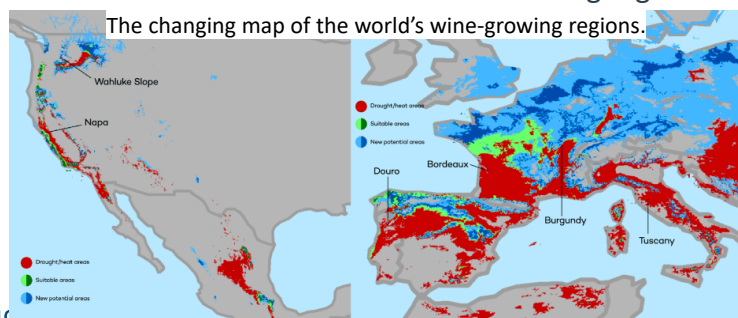 The changing map of the world's wine-growing regions.
Wahluke Slope
Napa
Drought/heat areas
Suitable areas
New potential areas
Drought/heat areas
Suitable areas
New potential areas
Douro
Bordeaux
Burgundy
Tuscany